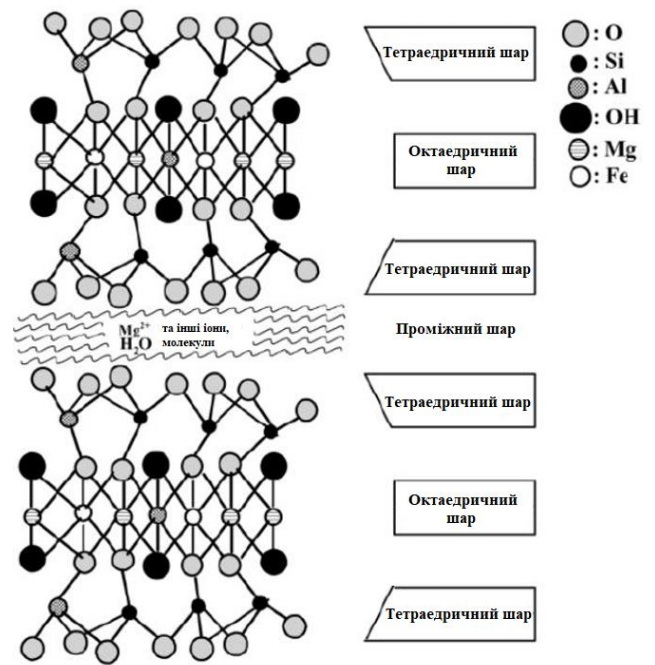 Тетраедричний шар
: O
: Si
: Al
: OH
: Mg
: Fe
Октаедричний
шар
Тетраедричний шар
Mg2+ та інші іони,
H2O молекули
Проміжний шар
Тетраедричний шар
Октаедричний
шар
Тетраедричний шар